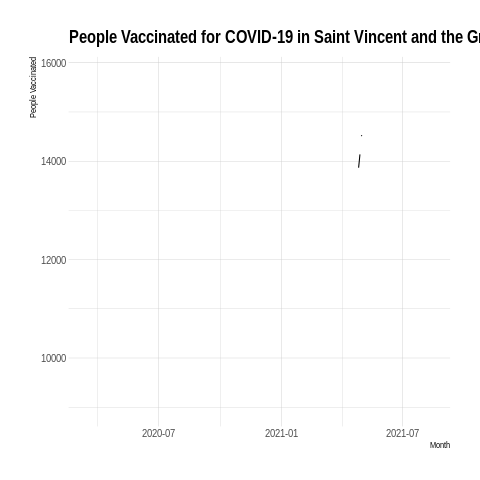 People Vaccinated for COVID-19 in Saint Vincent and the Gr
People Vaccinated
16000
14000
12000
10000
2020-07 2021-01 2021-07
Month